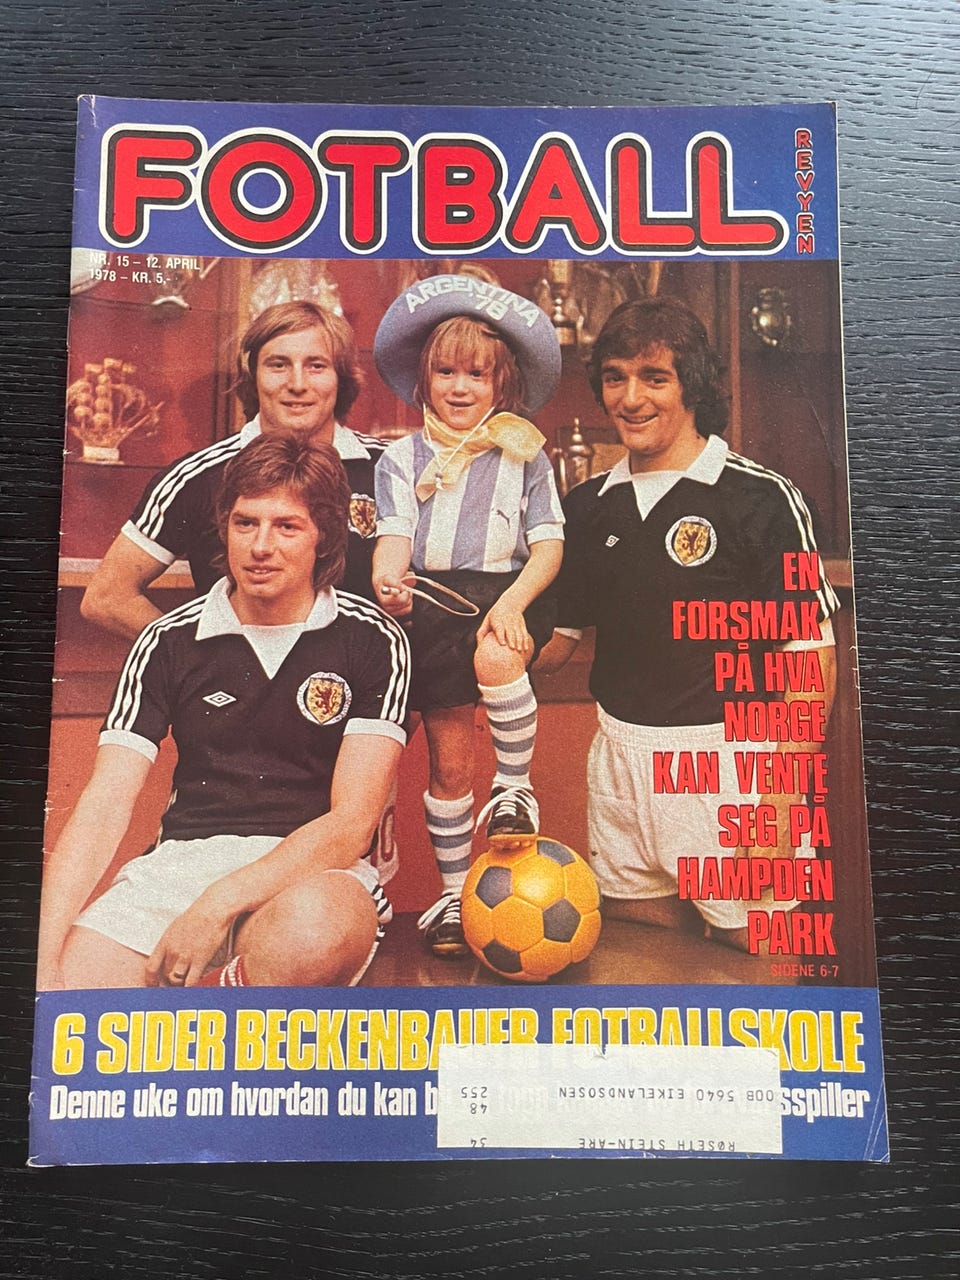 FOTBALL
REVYEN
NR. 15 – 12. APRIL
1978 – KR. 5,-
ARGENTINA
'78
EN
FORSMAK
PÅ HVA
NORGE
KAN VENTE
SEG PÅ
HAMPDEN
PARK
SIDENE 6-7
6 SIDER BECKENBAUER FOTBALLSKOLE
Denne uke om hvordan du kan
RØSETH STEIN-ARE 34
48
OOB 5640 EIKELANDSOSEN 255